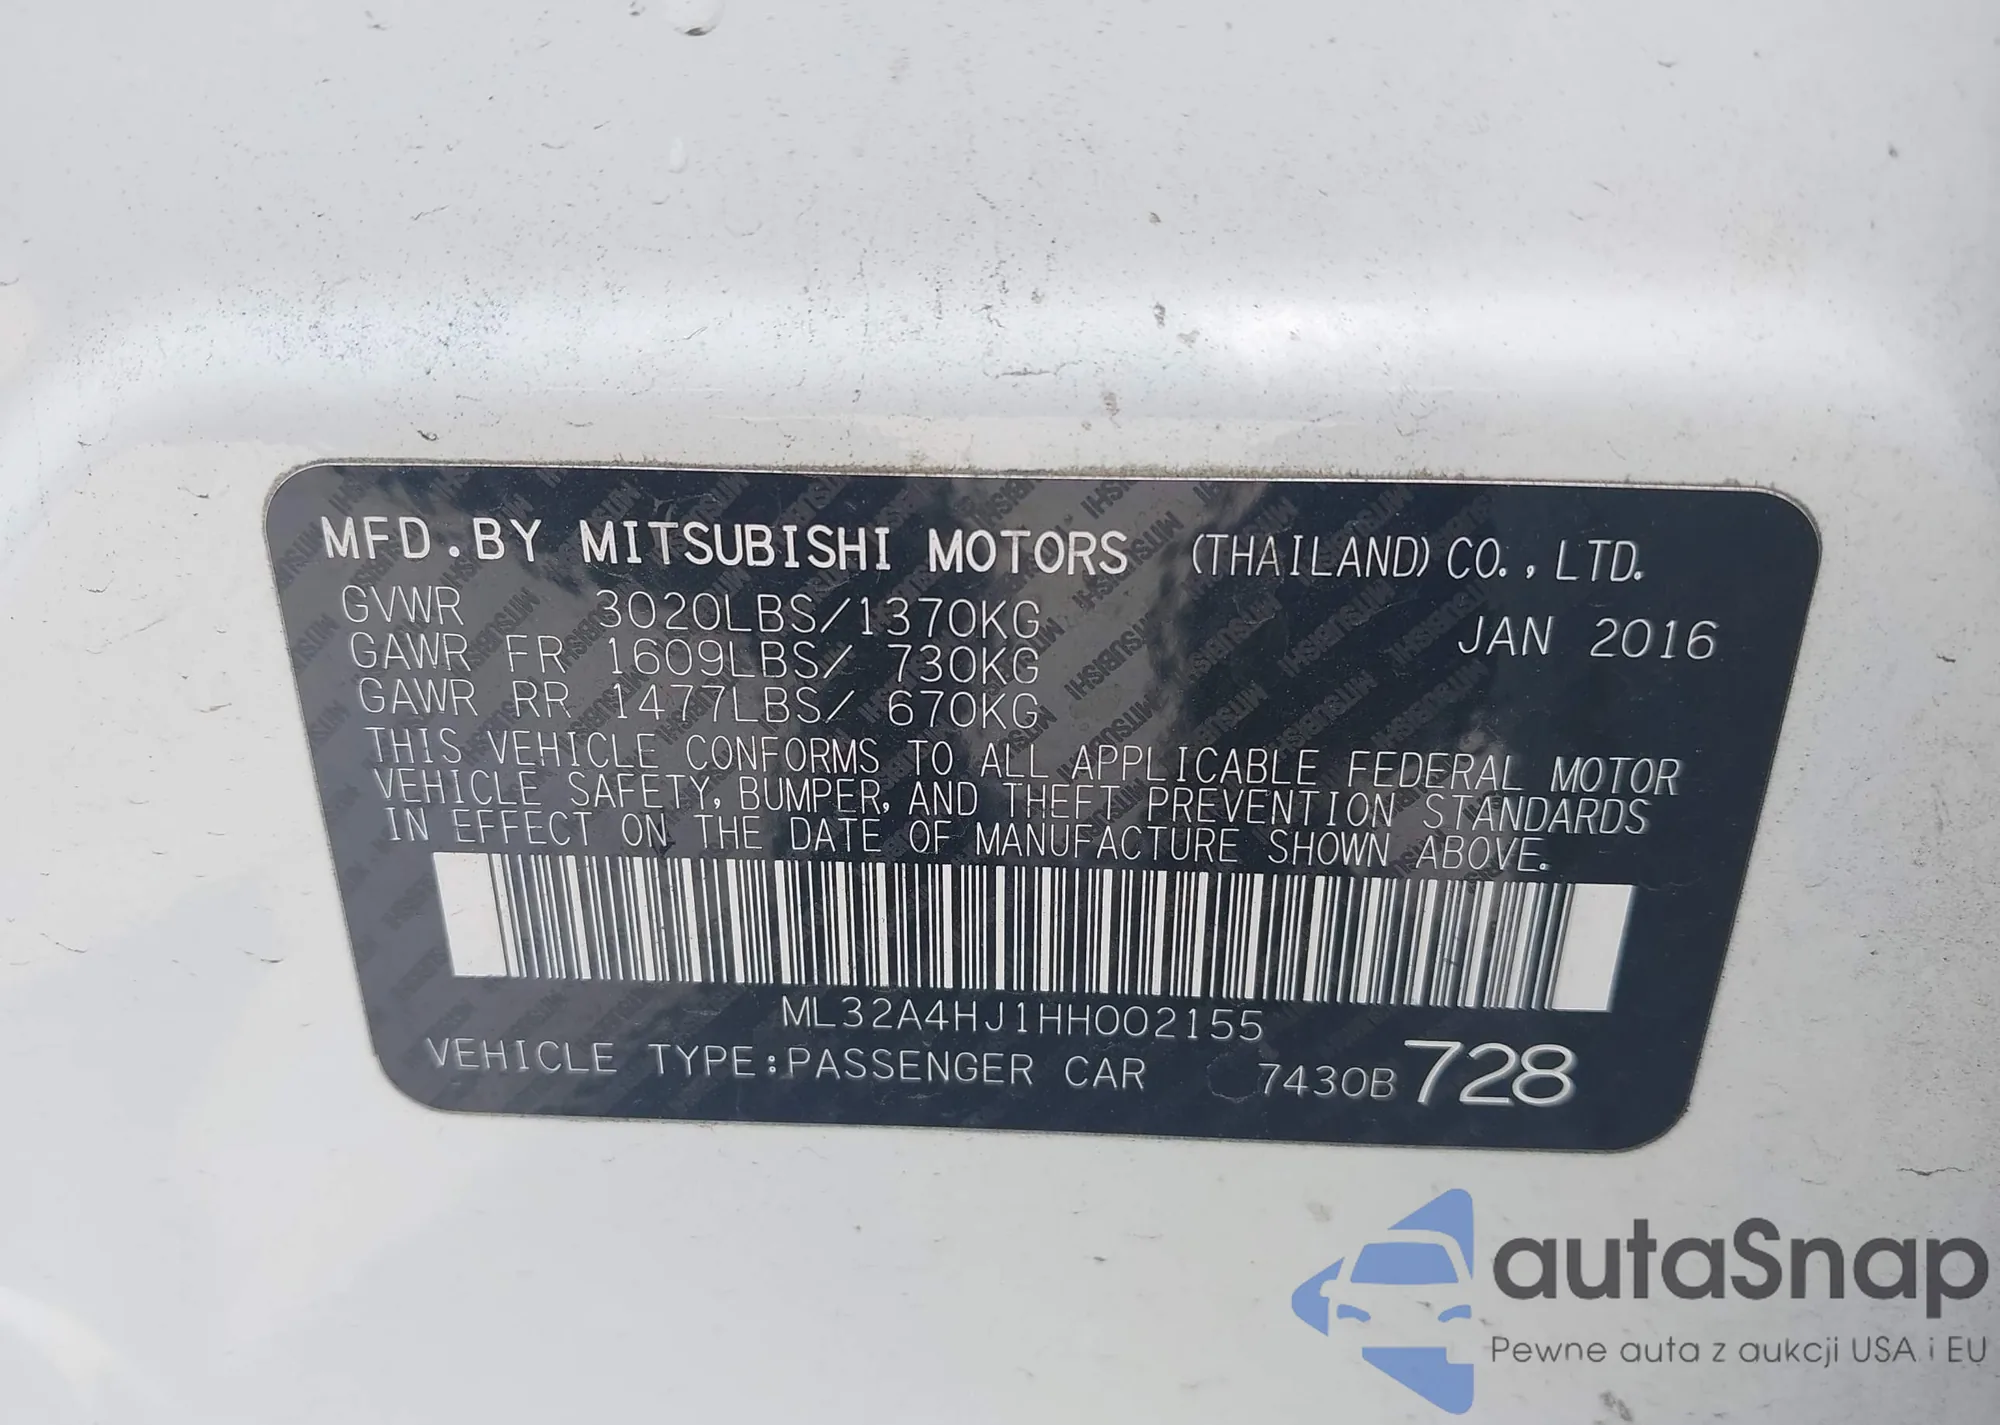 MFD.BY MITSUBISHI MOTORS (THAILAND) CO., LTD.
GVWR 3020LBS/1370KG
JAN 2016
GAWR FR 1609LBS/ 730KG
GAWR RR 1477LBS/ 670KG
THIS VEHICLE CONFORMS TO ALL APPLICABLE FEDERAL MOTOR
VEHICLE SAFETY, BUMPER, AND THEFT PREVENTION STANDARDS
IN EFFECT ON THE DATE OF MANUFACTURE SHOWN ABOVE.
ML32A4HJ1HH002155
VEHICLE TYPE:PASSENGER CAR 7430B 728
autaSnap
Pewne auta z aukcji USA i EU